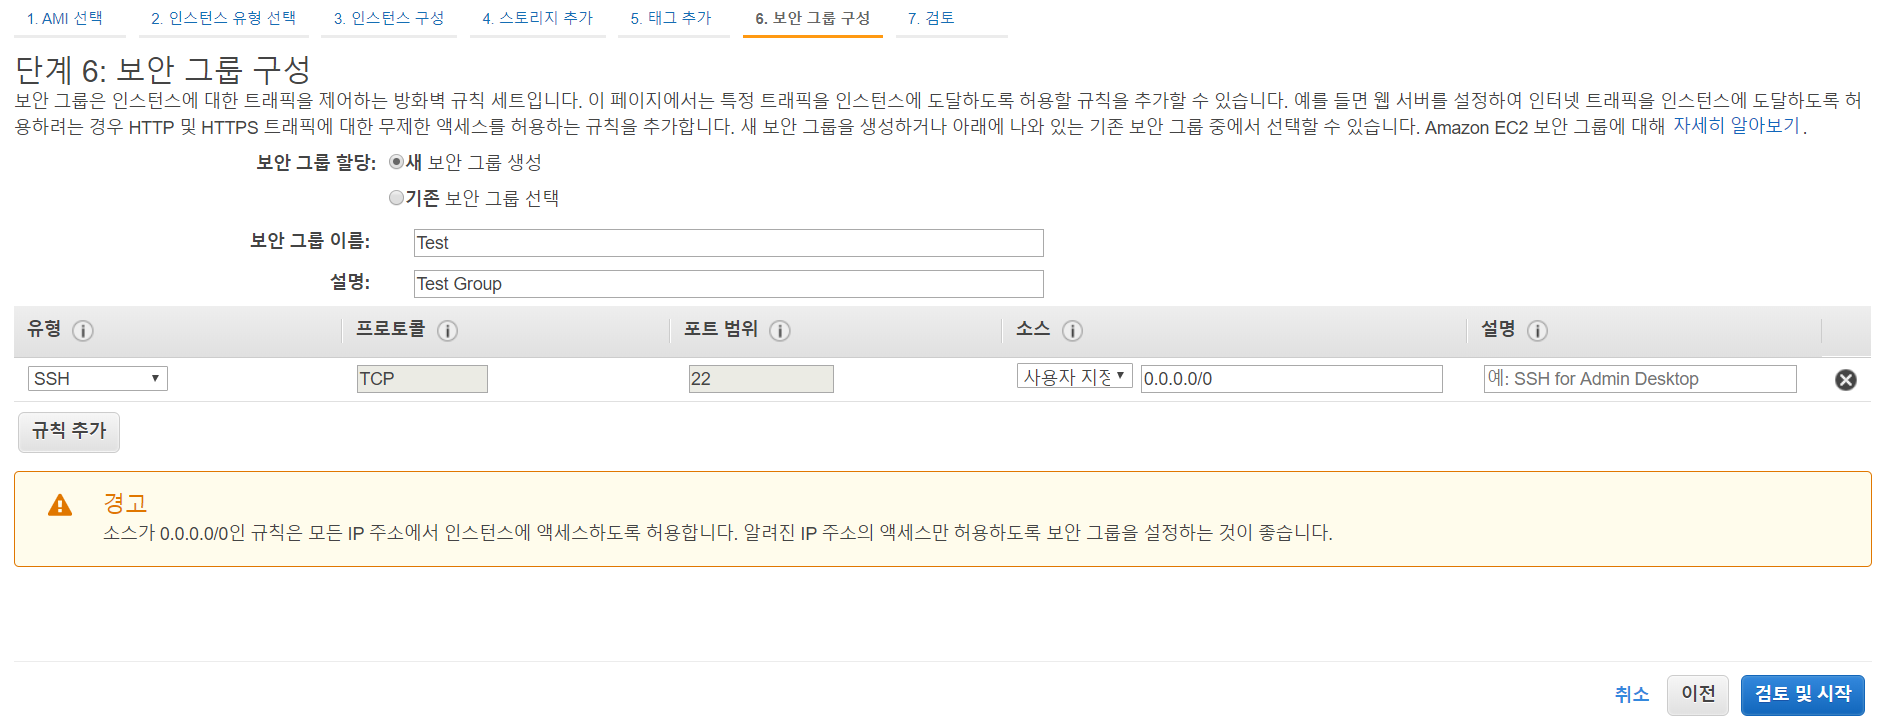 1. AMI 선택 2. 인스턴스 유형 선택 3. 인스턴스 구성 4. 스토리지 추가 5. 태그 추가 6. 보안 그룹 구성 7. 검토
단계 6: 보안 그룹 구성
보안 그룹은 인스턴스에 대한 트래픽을 제어하는 방화벽 규칙 세트입니다. 이 페이지에서는 특정 트래픽을 인스턴스에 도달하도록 허용할 규칙을 추가할 수 있습니다. 예를 들면 웹 서버를 설정하여 인터넷 트래픽을 인스턴스에 도달하도록 허
용하려는 경우 HTTP 및 HTTPS 트래픽에 대한 무제한 액세스를 허용하는 규칙을 추가합니다. 새 보안 그룹을 생성하거나 아래에 나와 있는 기존 보안 그룹 중에서 선택할 수 있습니다. Amazon EC2 보안 그룹에 대해 자세히 알아보기.
보안 그룹 할당: 새 보안 그룹 생성
기존 보안 그룹 선택
보안 그룹 이름: Test
설명: Test Group
유형 프로토콜 포트 범위 소스 설명
SSH TCP 22 사용자 지정 0.0.0.0/0 예: SSH for Admin Desktop
규칙 추가
경고
소스가 0.0.0.0/0인 규칙은 모든 IP 주소에서 인스턴스에 액세스하도록 허용합니다. 알려진 IP 주소의 액세스만 허용하도록 보안 그룹을 설정하는 것이 좋습니다.
취소 이전 검토 및 시작